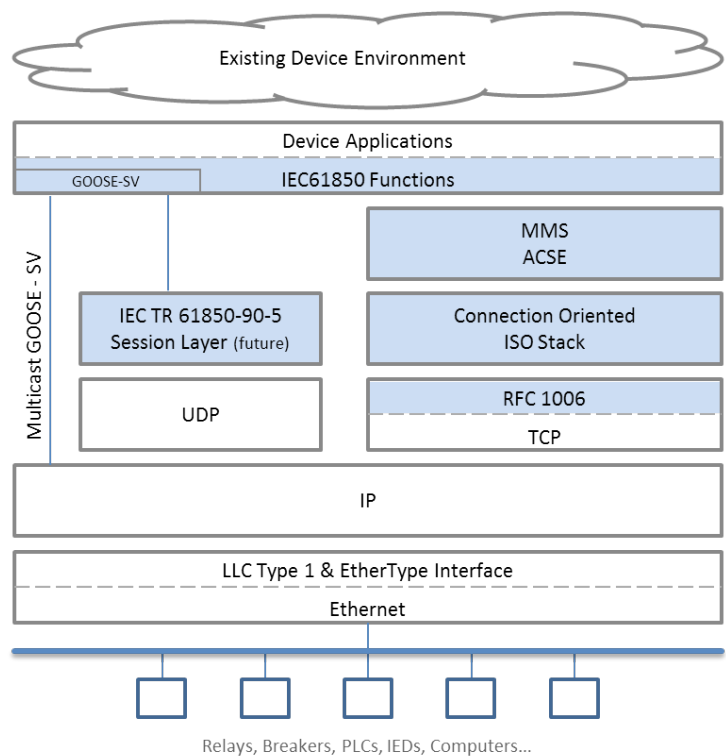 Existing Device Environment
Device Applications
GOOSE-SV
IEC61850 Functions
Multicast GOOSE - SV
MMS
ACSE
IEC TR 61850-90-5
Session Layer (future)
Connection Oriented
ISO Stack
UDP
RFC 1006
TCP
IP
LLC Type 1 & EtherType Interface
Ethernet
Relays, Breakers, PLCs, IEDs, Computers...